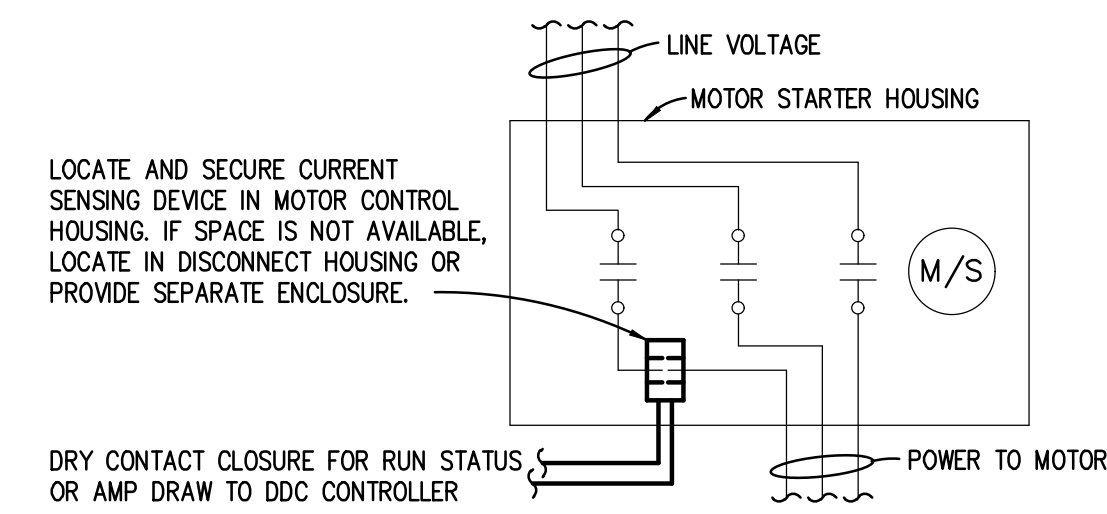 LINE VOLTAGE
MOTOR STARTER HOUSING
LOCATE AND SECURE CURRENT
SENSING DEVICE IN MOTOR CONTROL
HOUSING. IF SPACE IS NOT AVAILABLE,
LOCATE IN DISCONNECT HOUSING OR
PROVIDE SEPARATE ENCLOSURE.
M/S
DRY CONTACT CLOSURE FOR RUN STATUS
OR AMP DRAW TO DDC CONTROLLER
POWER TO MOTOR